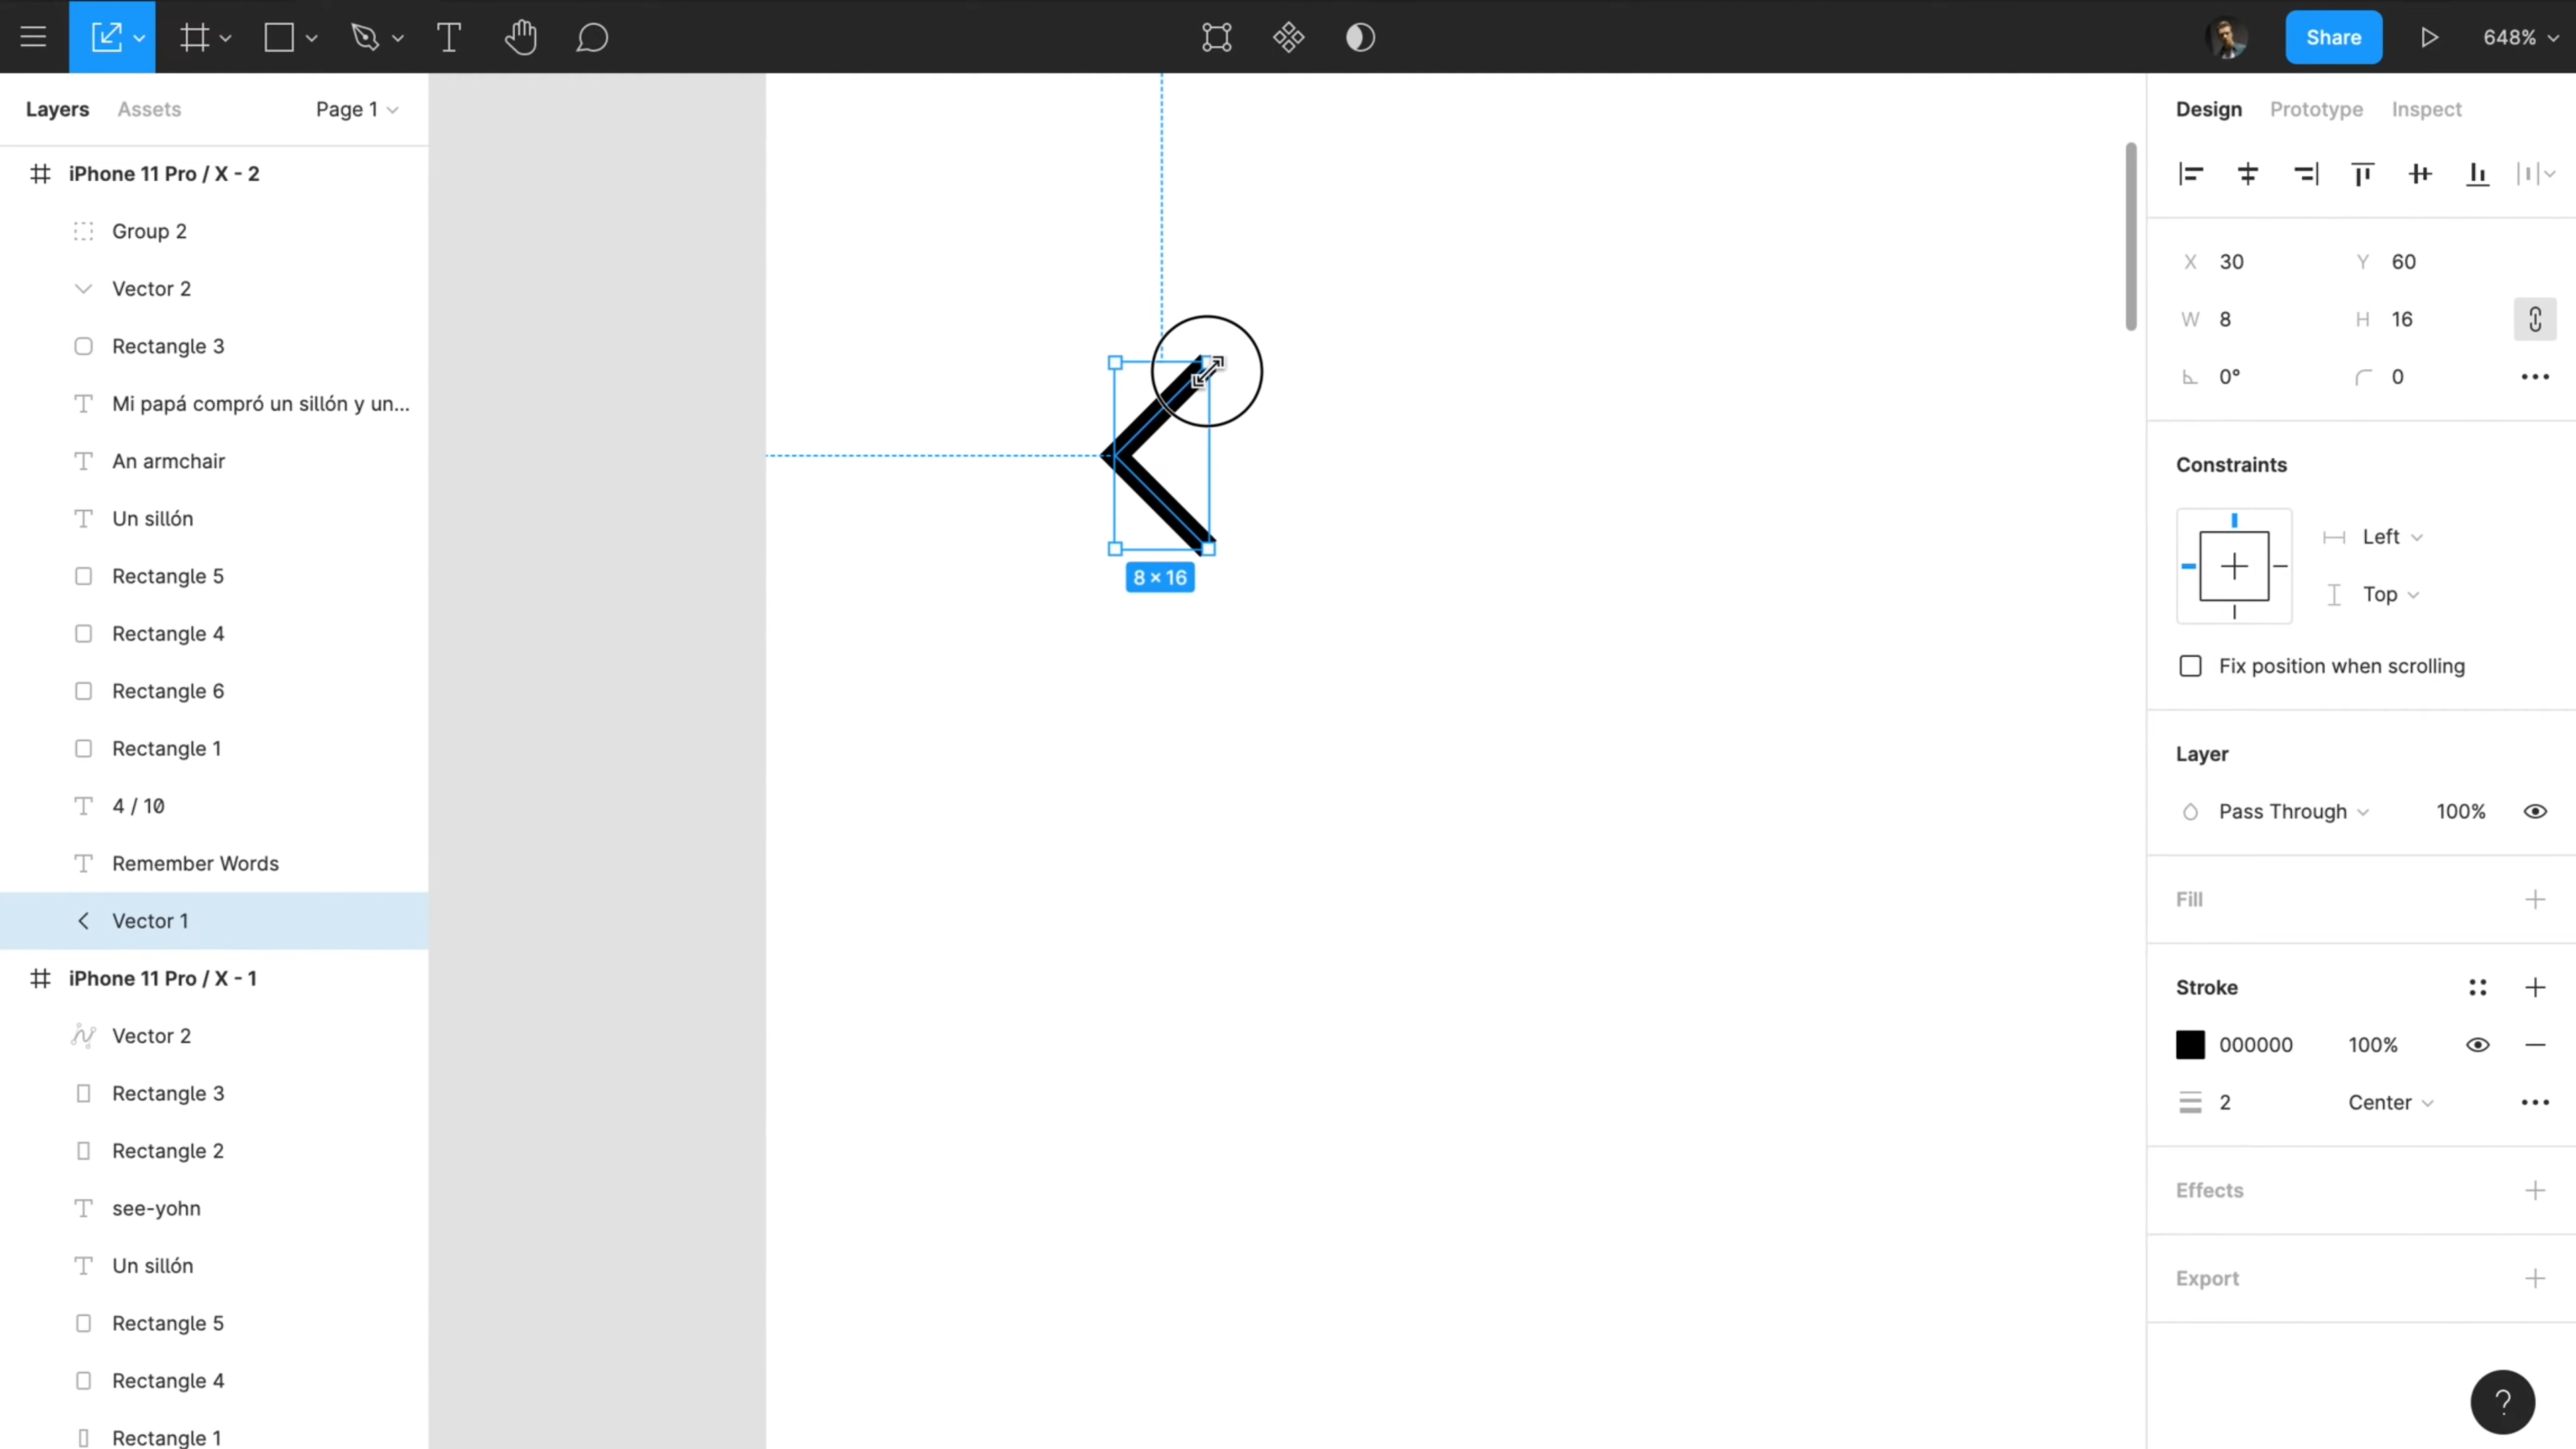 Share
648%
Layers
Assets
Page 1
iPhone 11 Pro / X - 2
Group 2
Vector 2
Rectangle 3
Mi papá compró un sillón y un...
An armchair
Un sillón
Rectangle 5
Rectangle 4
Rectangle 6
Rectangle 1
4 / 10
Remember Words
Vector 1
iPhone 11 Pro / X - 1
Vector 2
Rectangle 3
Rectangle 2
see-yohn
Un sillón
Rectangle 5
Rectangle 4
Rectangle 1
8 × 16
Design
Prototype
Inspect
X 30
Y 60
W 8
H 16
0°
0
Constraints
Left
Top
Fix position when scrolling
Layer
Pass Through
100%
Fill
Stroke
000000
100%
2
Center
Effects
Export
?